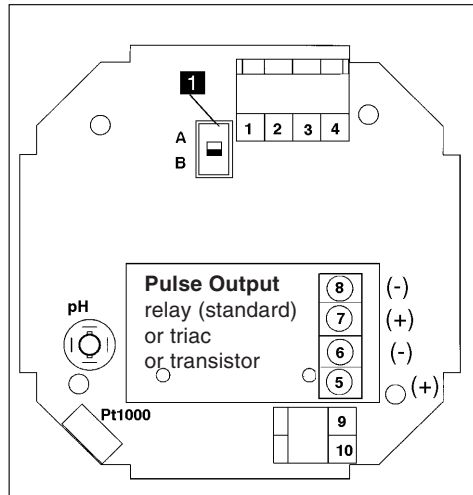 1
A
B
1 2 3 4
Pulse Output
relay (standard)
or triac
or transistor
8 (-)
7 (+)
6 (-)
5 (+)
pH
Pt1000
9
10